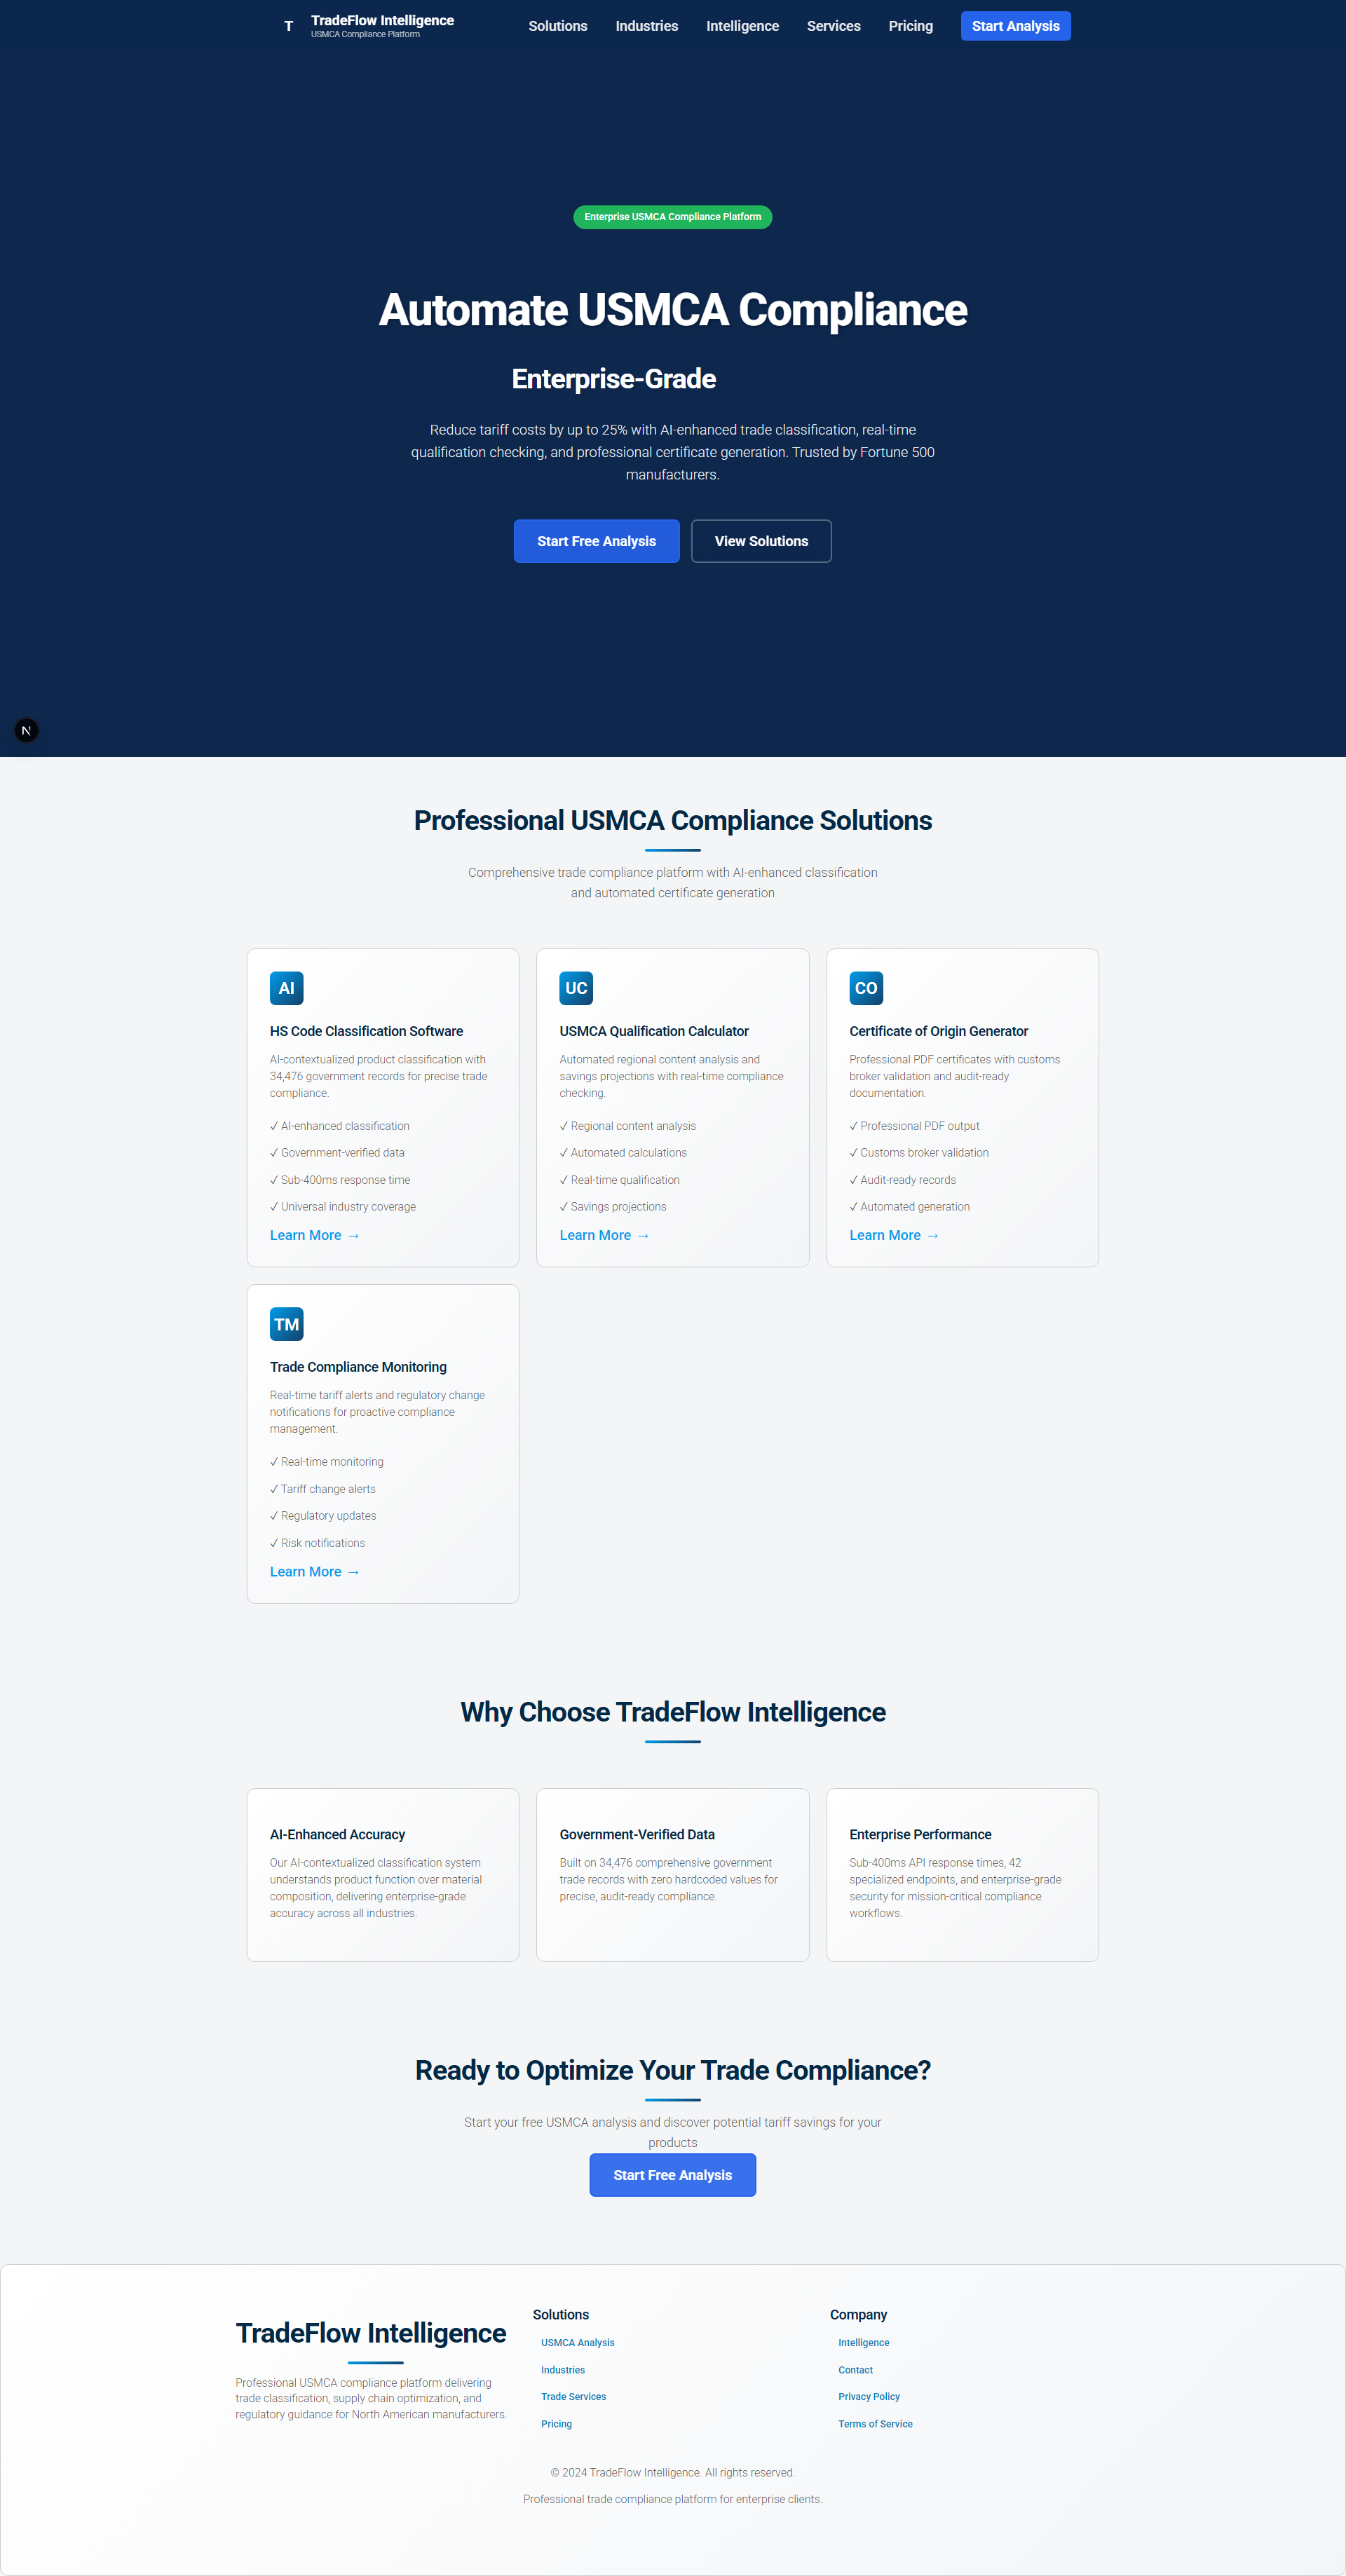 T
TradeFlow Intelligence
USMCA Compliance Platform
Solutions
Industries
Intelligence
Services
Pricing
Start Analysis
Enterprise USMCA Compliance Platform
Automate USMCA Compliance
Enterprise-Grade
Reduce tariff costs by up to 25% with AI-enhanced trade classification, real-time
qualification checking, and professional certificate generation. Trusted by Fortune 500
manufacturers.
Start Free Analysis
View Solutions
N
Professional USMCA Compliance Solutions
Comprehensive trade compliance platform with AI-enhanced classification
and automated certificate generation
AI
HS Code Classification Software
AI-contextualized product classification with
34,476 government records for precise trade
compliance.
✓ AI-enhanced classification
✓ Government-verified data
✓ Sub-400ms response time
✓ Universal industry coverage
Learn More →
UC
USMCA Qualification Calculator
Automated regional content analysis and
savings projections with real-time compliance
checking.
✓ Regional content analysis
✓ Automated calculations
✓ Real-time qualification
✓ Savings projections
Learn More →
CO
Certificate of Origin Generator
Professional PDF certificates with customs
broker validation and audit-ready
documentation.
✓ Professional PDF output
✓ Customs broker validation
✓ Audit-ready records
✓ Automated generation
Learn More →
TM
Trade Compliance Monitoring
Real-time tariff alerts and regulatory change
notifications for proactive compliance
management.
✓ Real-time monitoring
✓ Tariff change alerts
✓ Regulatory updates
✓ Risk notifications
Learn More →
Why Choose TradeFlow Intelligence
AI-Enhanced Accuracy
Our AI-contextualized classification system
understands product function over material
composition, delivering enterprise-grade
accuracy across all industries.
Government-Verified Data
Built on 34,476 comprehensive government
trade records with zero hardcoded values for
precise, audit-ready compliance.
Enterprise Performance
Sub-400ms API response times, 42
specialized endpoints, and enterprise-grade
security for mission-critical compliance
workflows.
Ready to Optimize Your Trade Compliance?
Start your free USMCA analysis and discover potential tariff savings for your
products
Start Free Analysis
TradeFlow Intelligence
Professional USMCA compliance platform delivering
trade classification, supply chain optimization, and
regulatory guidance for North American manufacturers.
Solutions
USMCA Analysis
Industries
Trade Services
Pricing
Company
Intelligence
Contact
Privacy Policy
Terms of Service
© 2024 TradeFlow Intelligence. All rights reserved.
Professional trade compliance platform for enterprise clients.